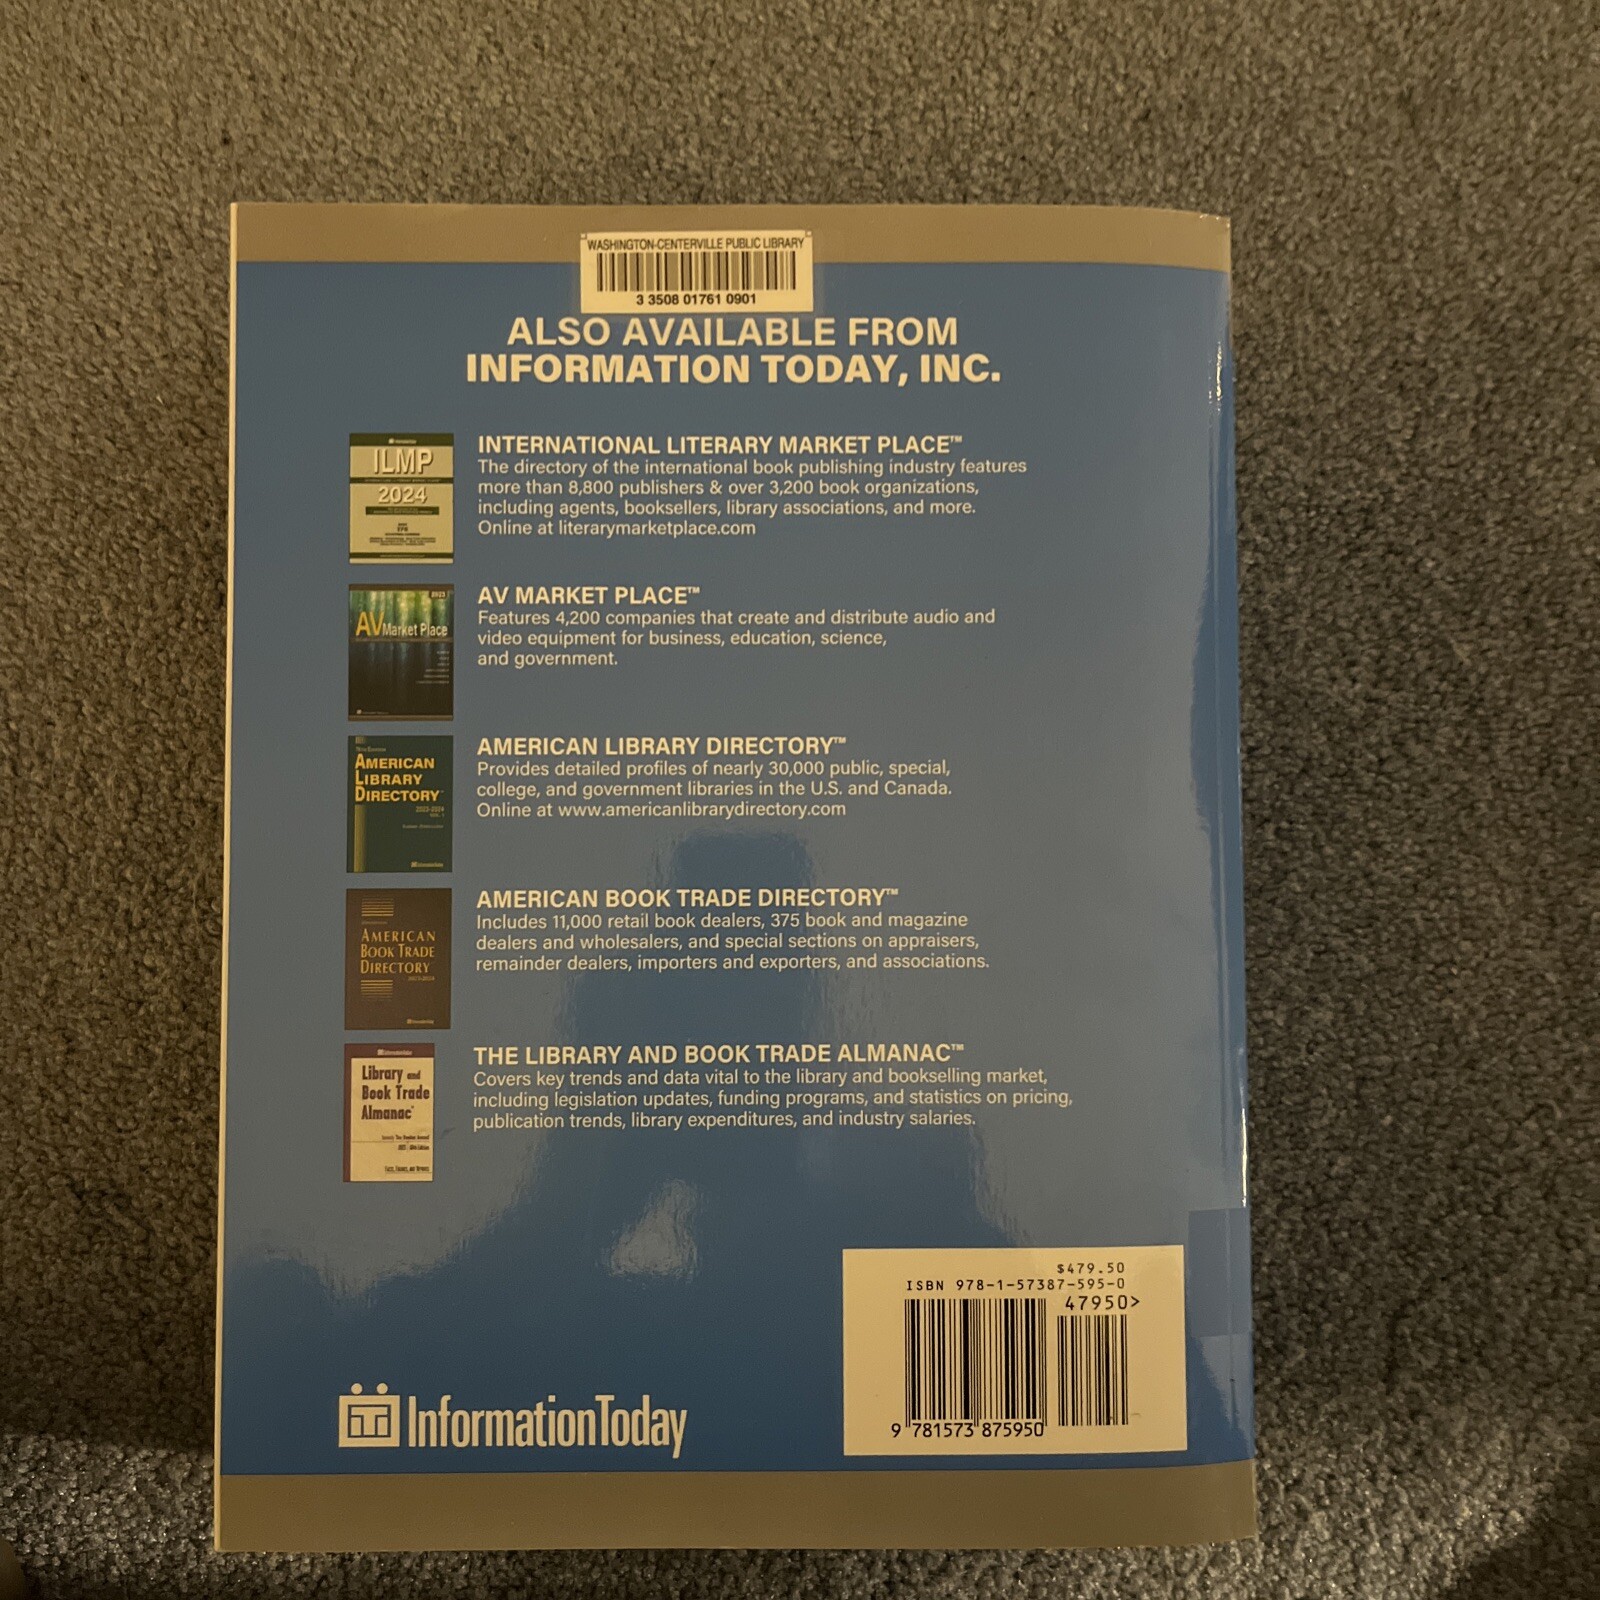 WASHINGTON-CENTERVILLE PUBLIC LIBRARY
3 3508 01761 0901
ALSO AVAILABLE FROM
INFORMATION TODAY, INC.
ILMP
2024
INTERNATIONAL LITERARY MARKET PLACE™
The directory of the international book publishing industry features
more than 8,800 publishers & over 3,200 book organizations,
including agents, booksellers, library associations, and more.
Online at literarymarketplace.com
2023
AV Market Place
AV MARKET PLACE™
Features 4,200 companies that create and distribute audio and
video equipment for business, education, science,
and government.
AMERICAN
LIBRARY
DIRECTORY™
2023-2024
VOL. 1
AMERICAN LIBRARY DIRECTORY™
Provides detailed profiles of nearly 30,000 public, special,
college, and government libraries in the U.S. and Canada.
Online at www.americanlibrarydirectory.com
AMERICAN
BOOK TRADE
DIRECTORY
AMERICAN BOOK TRADE DIRECTORY™
Includes 11,000 retail book dealers, 375 book and magazine
dealers and wholesalers, and special sections on appraisers,
remainder dealers, importers and exporters, and associations.
Library and
Book Trade
Almanac™
THE LIBRARY AND BOOK TRADE ALMANAC™
Covers key trends and data vital to the library and bookselling market,
including legislation updates, funding programs, and statistics on pricing,
publication trends, library expenditures, and industry salaries.
$479.50
ISBN 978-1-57387-595-0
47950>
9 781573 875950
InformationToday